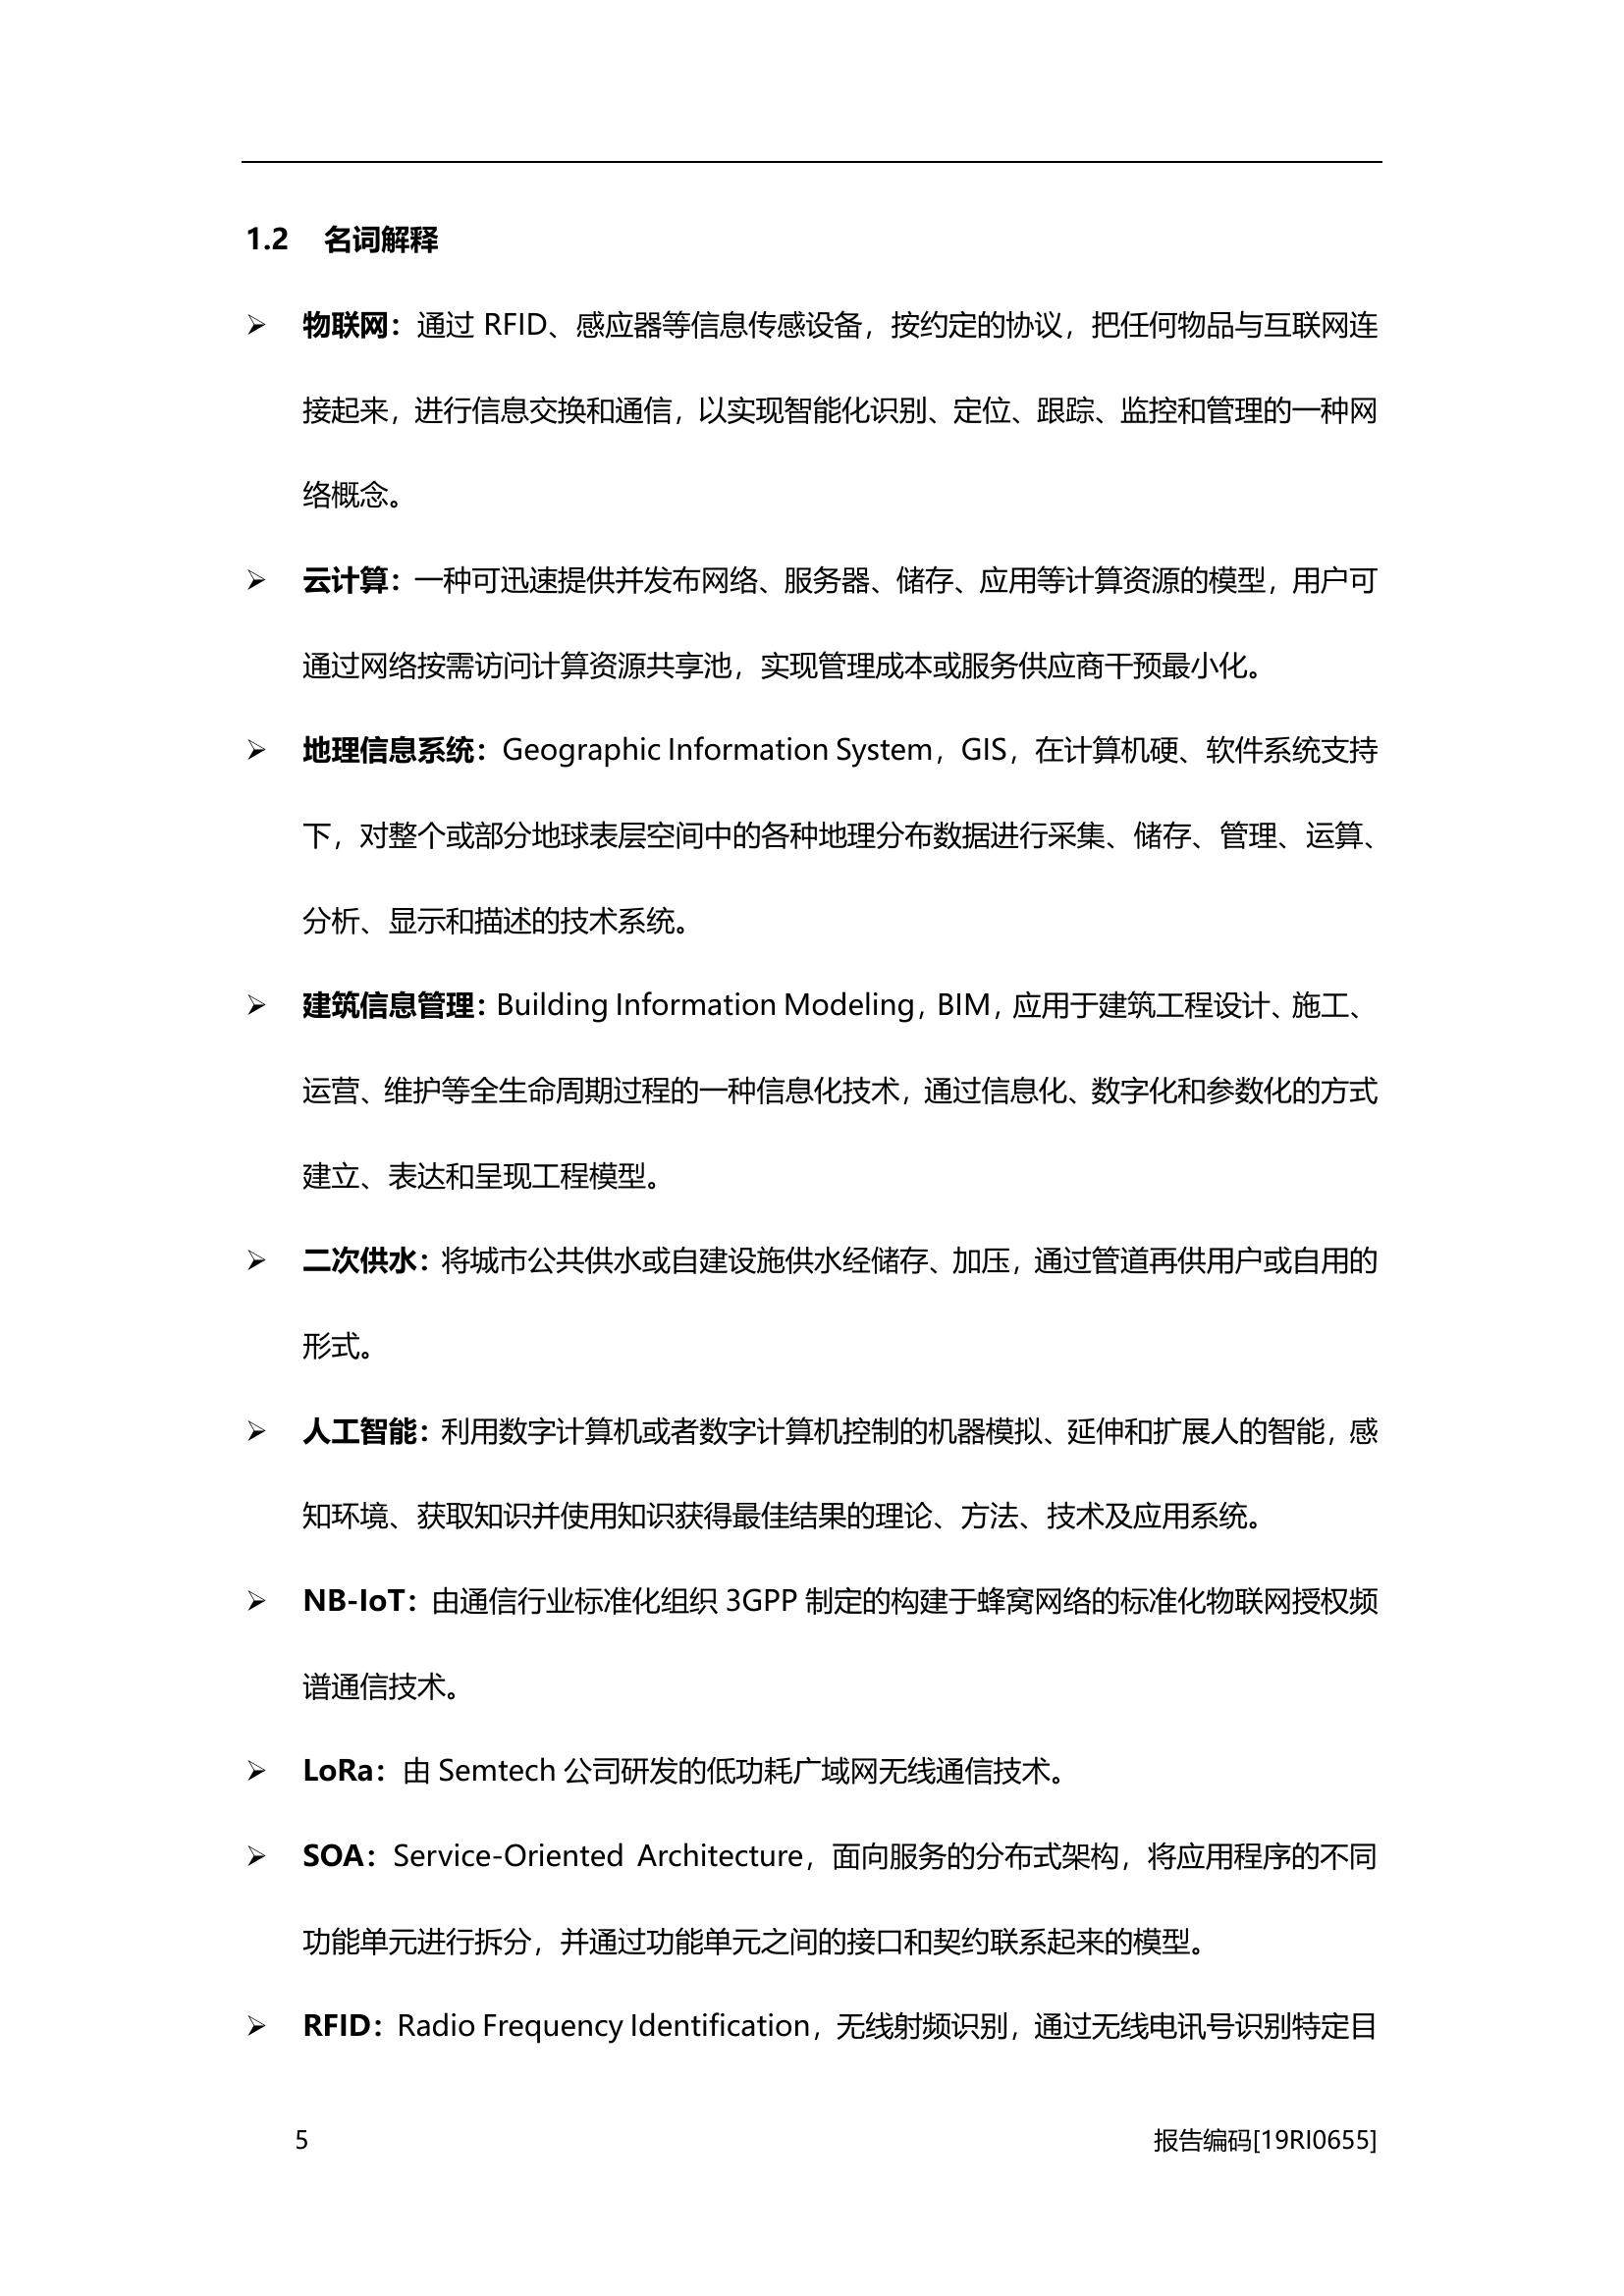 1.2 名词解释
➢ 物联网：通过 RFID、感应器等信息传感设备，按约定的协议，把任何物品与互联网连
接起来，进行信息交换和通信，以实现智能化识别、定位、跟踪、监控和管理的一种网
络概念。
➢ 云计算：一种可迅速提供并发布网络、服务器、储存、应用等计算资源的模型，用户可
通过网络按需访问计算资源共享池，实现管理成本或服务供应商干预最小化。
➢ 地理信息系统：Geographic Information System，GIS，在计算机硬、软件系统支持
下，对整个或部分地球表层空间中的各种地理分布数据进行采集、储存、管理、运算、
分析、显示和描述的技术系统。
➢ 建筑信息管理：Building Information Modeling，BIM，应用于建筑工程设计、施工、
运营、维护等全生命周期过程的一种信息化技术，通过信息化、数字化和参数化的方式
建立、表达和呈现工程模型。
➢ 二次供水：将城市公共供水或自建设施供水经储存、加压，通过管道再供用户或自用的
形式。
➢ 人工智能：利用数字计算机或者数字计算机控制的机器模拟、延伸和扩展人的智能，感
知环境、获取知识并使用知识获得最佳结果的理论、方法、技术及应用系统。
➢ NB-IoT：由通信行业标准化组织 3GPP 制定的构建于蜂窝网络的标准化物联网授权频
谱通信技术。
➢ LoRa：由 Semtech 公司研发的低功耗广域网无线通信技术。
➢ SOA：Service-Oriented Architecture，面向服务的分布式架构，将应用程序的不同
功能单元进行拆分，并通过功能单元之间的接口和契约联系起来的模型。
➢ RFID：Radio Frequency Identification，无线射频识别，通过无线电讯号识别特定目
5 报告编码[19RI0655]